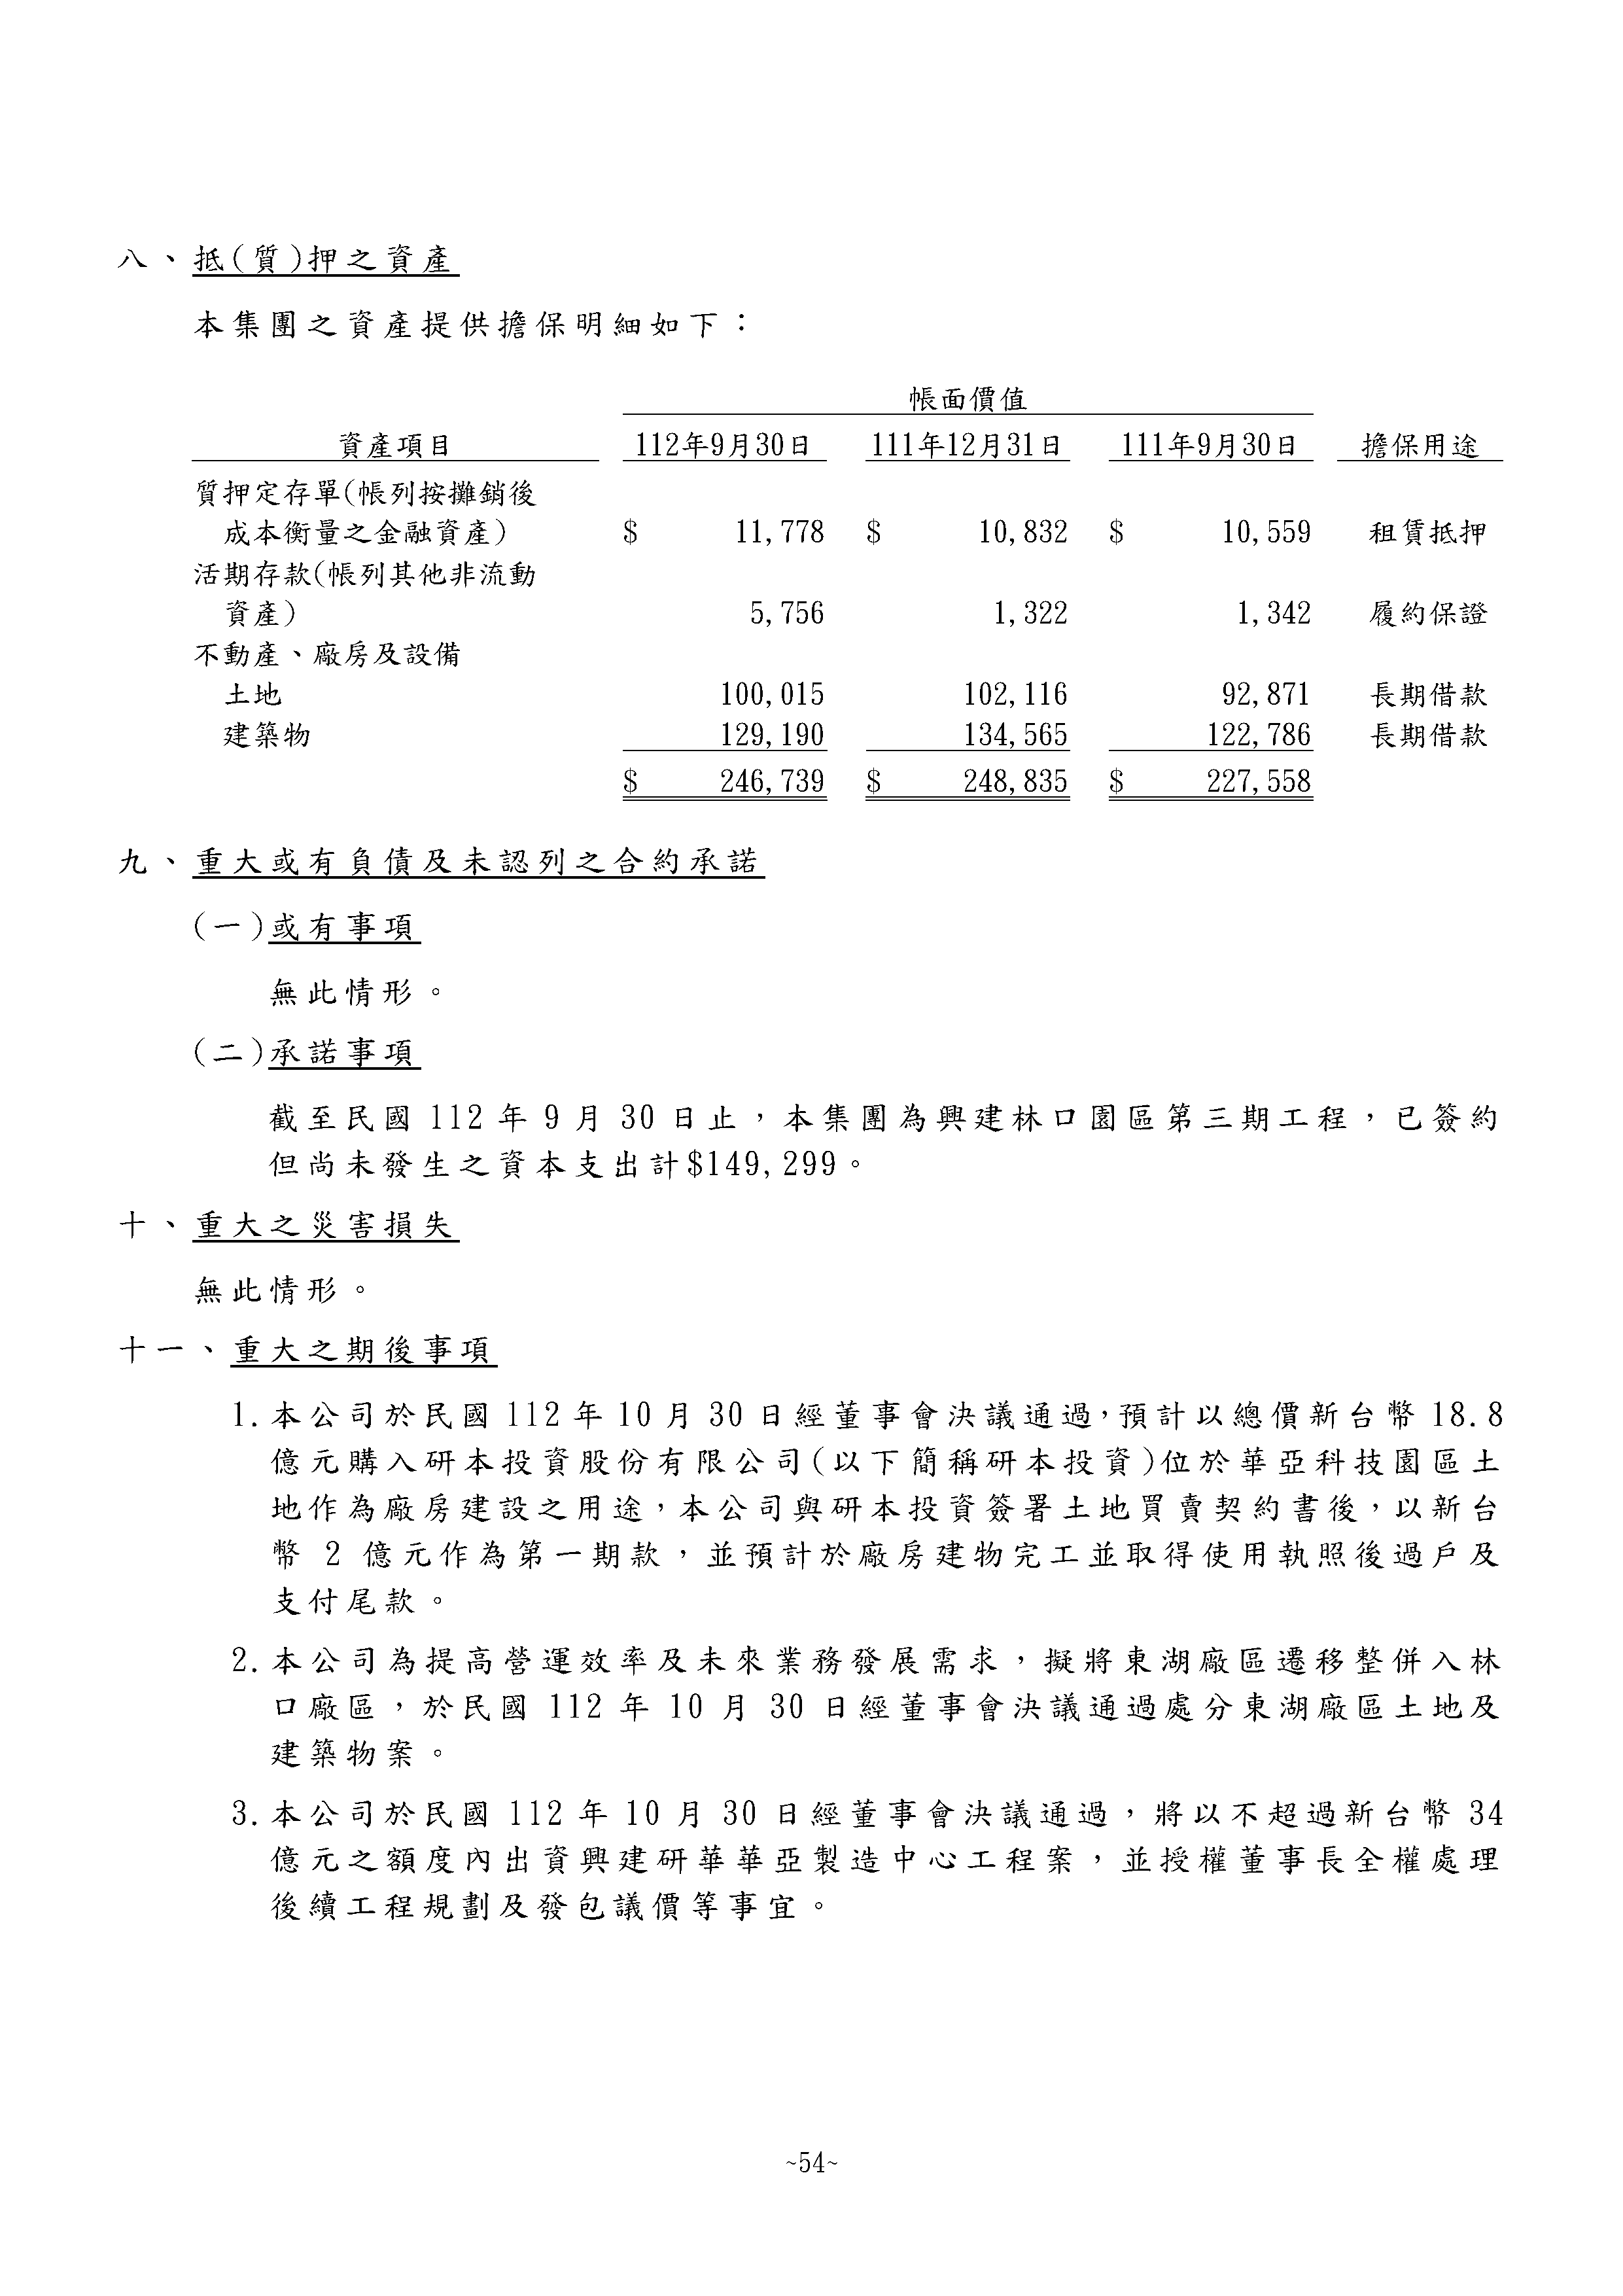 八、抵(質)押之資產
本集團之資產提供擔保明細如下：
帳面價值
資產項目 112年9月30日 111年12月31日 111年9月30日 擔保用途
質押定存單(帳列按攤銷後
成本衡量之金融資產) $ 11,778 $ 10,832 $ 10,559 租賃抵押
活期存款(帳列其他非流動
資產) 5,756 1,322 1,342 履約保證
不動產、廠房及設備
土地 100,015 102,116 92,871 長期借款
建築物 129,190 134,565 122,786 長期借款
$ 246,739 $ 248,835 $ 227,558
九、重大或有負債及未認列之合約承諾
(一)或有事項
無此情形。
(二)承諾事項
截至民國 112 年 9 月 30 日止，本集團為興建林口園區第三期工程，已簽約
但尚未發生之資本支出計$149,299。
十、重大之災害損失
無此情形。
十一、重大之期後事項
1.本公司於民國 112 年 10 月 30 日經董事會決議通過，預計以總價新台幣 18.8
億元購入研本投資股份有限公司(以下簡稱研本投資)位於華亞科技園區土
地作為廠房建設之用途，本公司與研本投資簽署土地買賣契約書後，以新台
幣 2 億元作為第一期款，並預計於廠房建物完工並取得使用執照後過戶及
支付尾款。
2.本公司為提高營運效率及未來業務發展需求，擬將東湖廠區遷移整併入林
口廠區，於民國 112 年 10 月 30 日經董事會決議通過處分東湖廠區土地及
建築物案。
3.本公司於民國 112 年 10 月 30 日經董事會決議通過，將以不超過新台幣 34
億元之額度內出資興建研華華亞製造中心工程案，並授權董事長全權處理
後續工程規劃及發包議價等事宜。
~54~